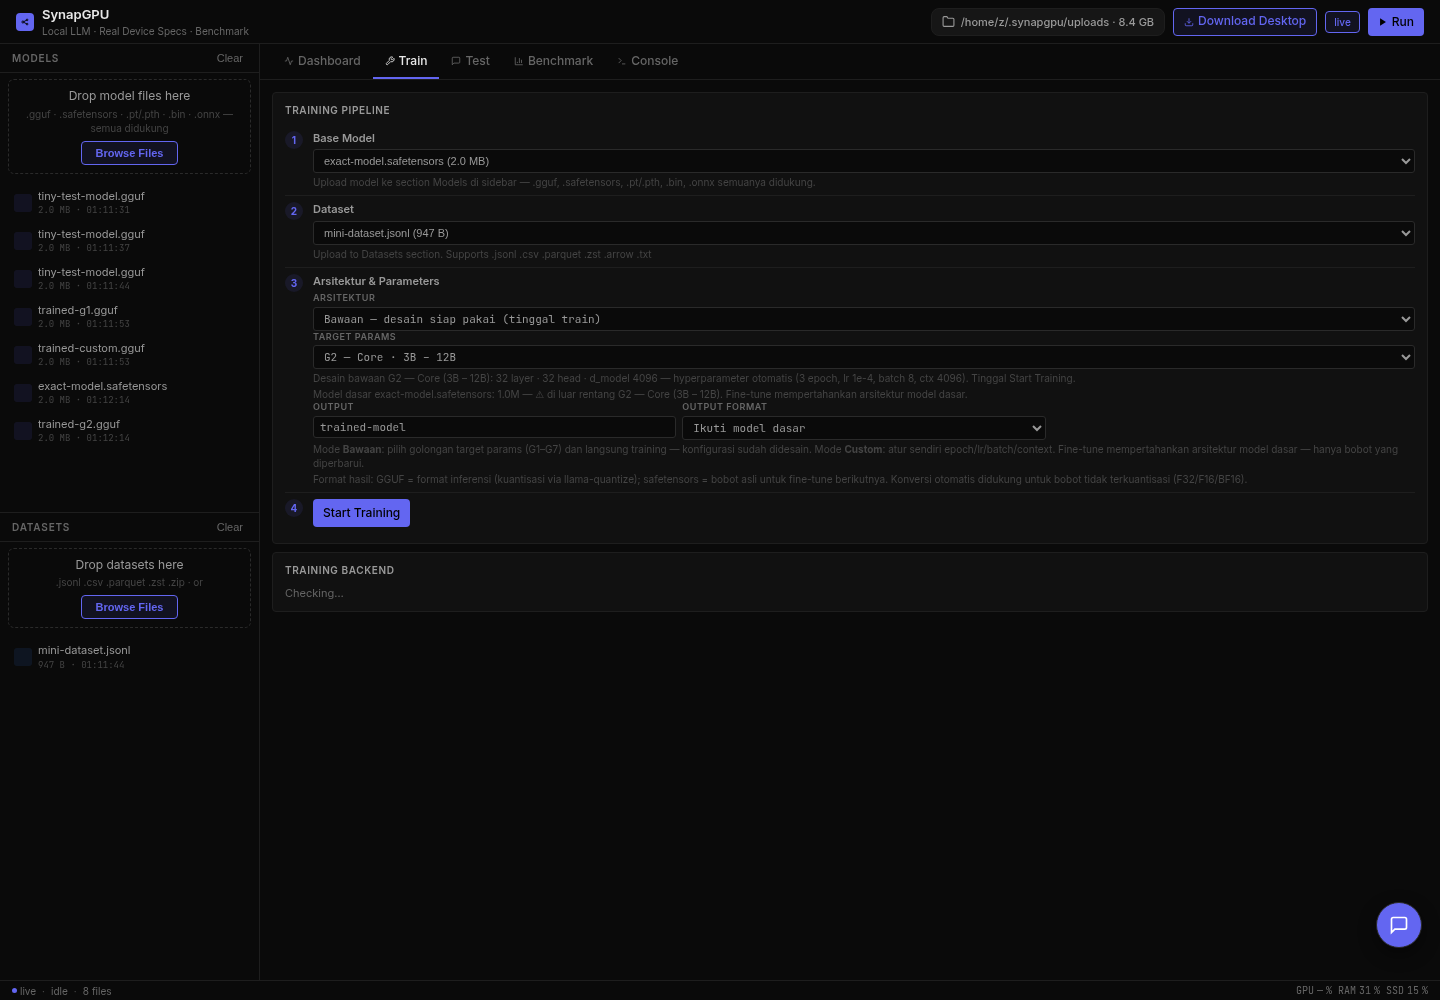 SynapGPU
Local LLM · Real Device Specs · Benchmark
/home/z/.synapgpu/uploads · 8.4 GB
Download Desktop
live
Run
MODELS
Clear
Drop model files here
.gguf · .safetensors · .pt/.pth · .bin · .onnx —
semua didukung
Browse Files
tiny-test-model.gguf
2.0 MB · 01:11:31
tiny-test-model.gguf
2.0 MB · 01:11:37
tiny-test-model.gguf
2.0 MB · 01:11:44
trained-g1.gguf
2.0 MB · 01:11:53
trained-custom.gguf
2.0 MB · 01:11:53
exact-model.safetensors
2.0 MB · 01:12:14
trained-g2.gguf
2.0 MB · 01:12:14
DATASETS
Clear
Drop datasets here
.jsonl .csv .parquet .zst .zip · or
Browse Files
mini-dataset.jsonl
947 B · 01:11:44
Dashboard
Train
Test
Benchmark
Console
TRAINING PIPELINE
1
Base Model
exact-model.safetensors (2.0 MB)
Upload model ke section Models di sidebar — .gguf, .safetensors, .pt/.pth, .bin, .onnx semuanya didukung.
2
Dataset
mini-dataset.jsonl (947 B)
Upload to Datasets section. Supports .jsonl .csv .parquet .zst .arrow .txt
3
Arsitektur & Parameters
ARSITEKTUR
Bawaan — desain siap pakai (tinggal train)
TARGET PARAMS
G2 — Core · 3B – 12B
Desain bawaan G2 — Core (3B – 12B): 32 layer · 32 head · d_model 4096 — hyperparameter otomatis (3 epoch, lr 1e-4, batch 8, ctx 4096). Tinggal Start Training.
Model dasar exact-model.safetensors: 1.0M — ⚠ di luar rentang G2 — Core (3B – 12B). Fine-tune mempertahankan arsitektur model dasar.
OUTPUT
OUTPUT FORMAT
trained-model
Ikuti model dasar
Mode Bawaan: pilih golongan target params (G1–G7) dan langsung training — konfigurasi sudah didesain. Mode Custom: atur sendiri epoch/lr/batch/context. Fine-tune mempertahankan arsitektur model dasar — hanya bobot yang
diperbarui.
Format hasil: GGUF = format inferensi (kuantisasi via llama-quantize); safetensors = bobot asli untuk fine-tune berikutnya. Konversi otomatis didukung untuk bobot tidak terkuantisasi (F32/F16/BF16).
4
Start Training
TRAINING BACKEND
Checking...
live · idle · 8 files
GPU — % RAM 31 % SSD 15 %